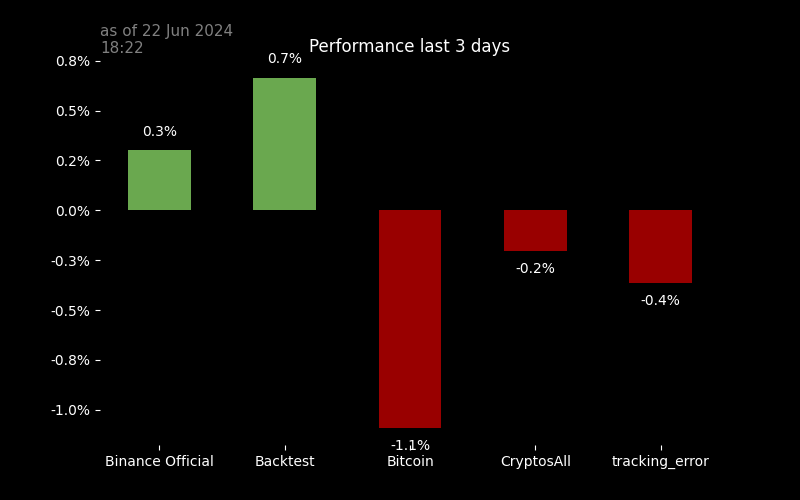 as of 22 Jun 2024
18:22
Performance last 3 days
0.8%
0.5%
0.2%
0.0%
-0.3%
-0.5%
-0.8%
-1.0%
0.3%
0.7%
-1.1%
-0.2%
-0.4%
Binance Official
Backtest
Bitcoin
CryptosAll
tracking_error